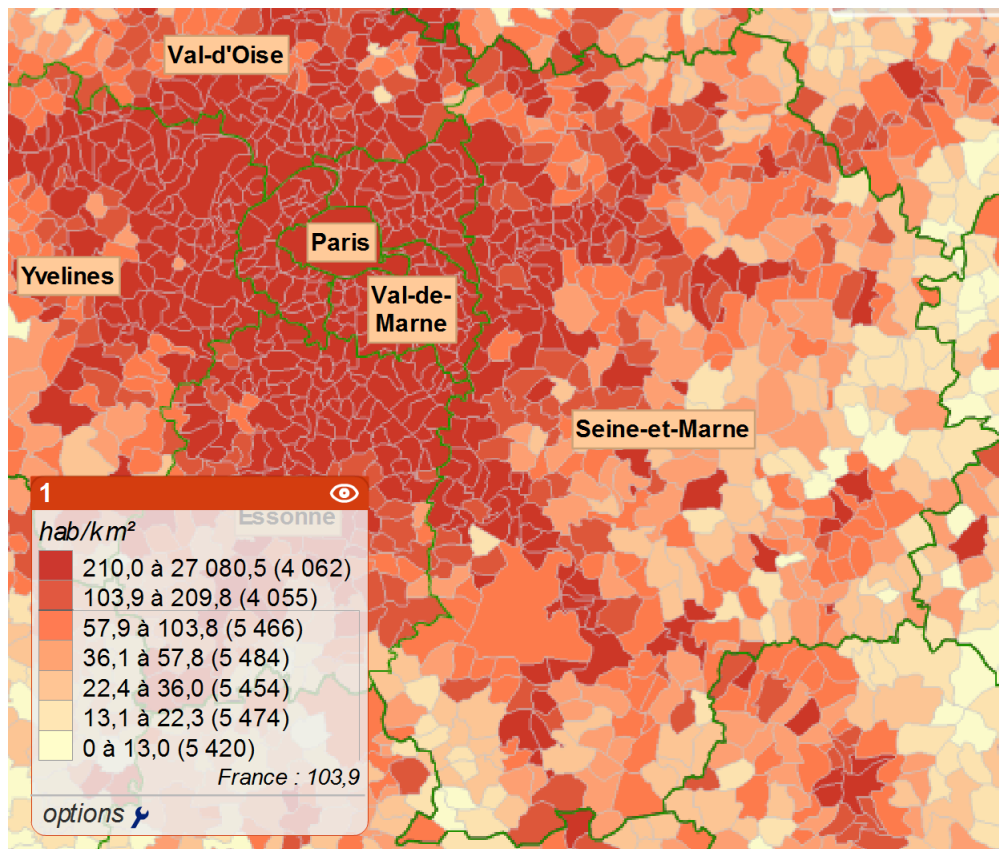 Val-d'Oise
Paris
Yvelines
Val-de-
Marne
Seine-et-Marne
1
Essonne
hab/km²
210,0 à 27 080,5 (4 062)
103,9 à 209,8 (4 055)
57,9 à 103,8 (5 466)
36,1 à 57,8 (5 484)
22,4 à 36,0 (5 454)
13,1 à 22,3 (5 474)
0 à 13,0 (5 420)
France : 103,9
options